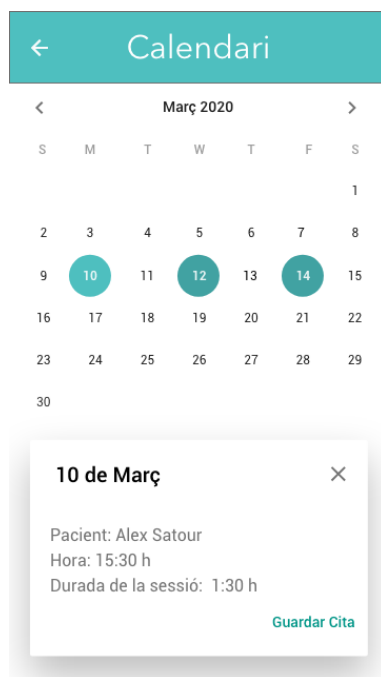 Calendari
Març 2020
S M T W T F S
1
2 3 4 5 6 7 8
9 10 11 12 13 14 15
16 17 18 19 20 21 22
23 24 25 26 27 28 29
30
10 de Març
Pacient: Alex Satour
Hora: 15:30 h
Durada de la sessió: 1:30 h
Guardar Cita